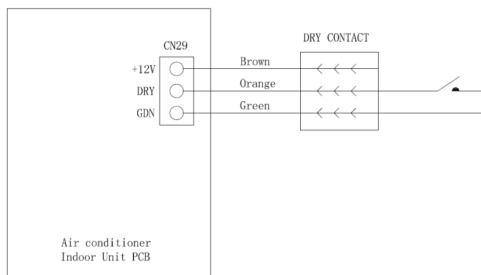 CN29
DRY CONTACT
+12V
Brown
DRY
Orange
GDN
Green
Air conditioner
Indoor Unit PCB